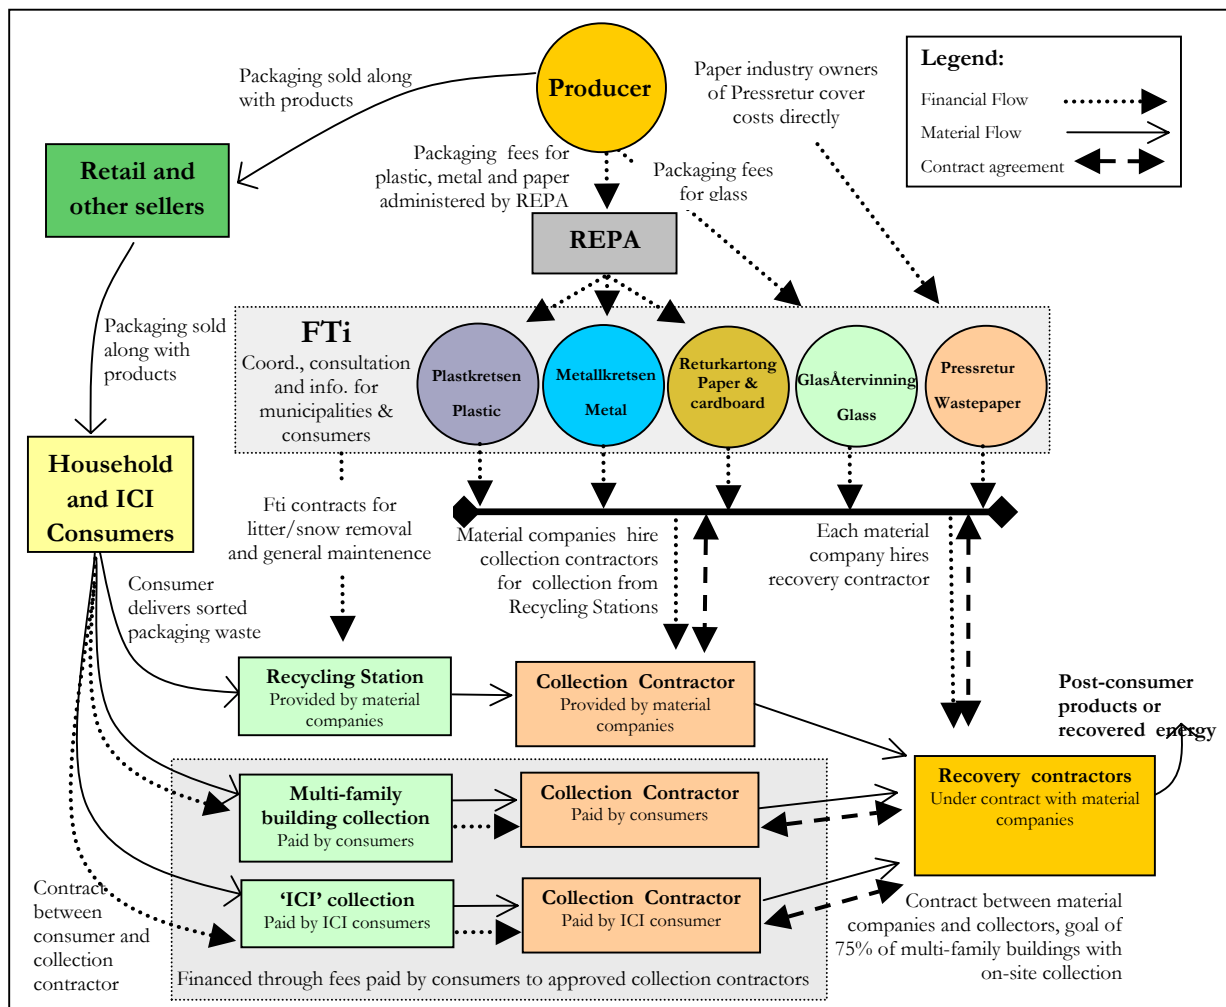 Packaging sold along
with products
Producer
Paper industry owners
of Pressretur cover
costs directly
Legend:
Financial Flow
Material Flow
Contract agreement
Retail and
other sellers
Packaging fees for
plastic, metal and paper
administered by REPA
Packaging fees
for glass
REPA
Packaging sold
along with
products
FTi
Coord., consultation
and info. for
municipalities &
consumers
Plastkretsen
Plastic
Metallkretsen
Metal
Returkartong
Paper &
cardboard
GlasÅtervinning
Glass
Pressretur
Wastepaper
Household
and ICI
Consumers
Fti contracts for
litter/snow removal
and general maintenence
Material companies hire
collection contractors
for collection from
Recycling Stations
Each material
company hires
recovery contractor
Consumer
delivers sorted
packaging waste
Recycling Station
Provided by material
companies
Collection Contractor
Provided by material
companies
Post-consumer
products or
recovered energy
Multi-family
building collection
Paid by consumers
Collection Contractor
Paid by consumers
Recovery contractors
Under contract with material
companies
Contract
between
consumer and
collection
contractor
‘ICI’ collection
Paid by ICI consumers
Collection Contractor
Paid by ICI consumer
Contract between material
companies and collectors, goal of
75% of multi-family buildings with
on-site collection
Financed through fees paid by consumers to approved collection contractors